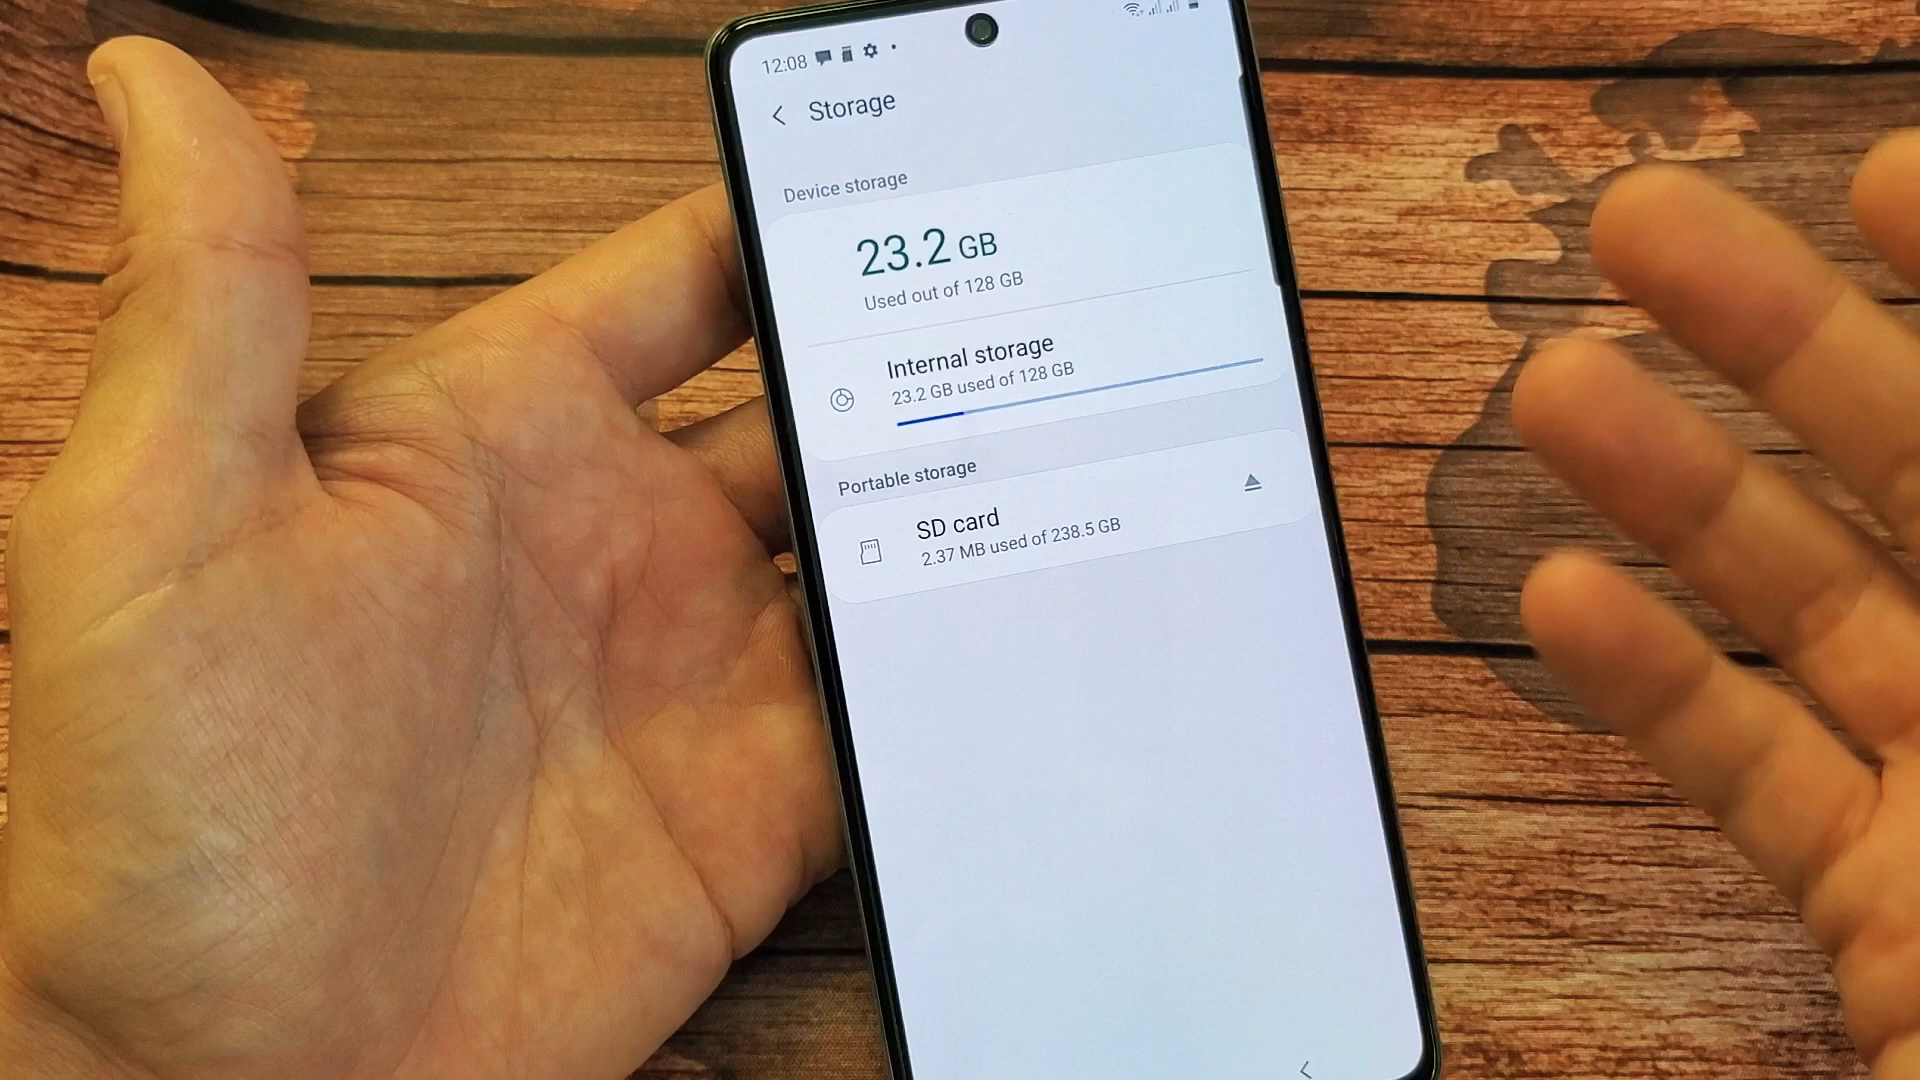 12:08
Storage
Device storage
23.2 GB
Used out of 128 GB
Internal storage
23.2 GB used of 128 GB
Portable storage
SD card
2.37 MB used of 238.5 GB